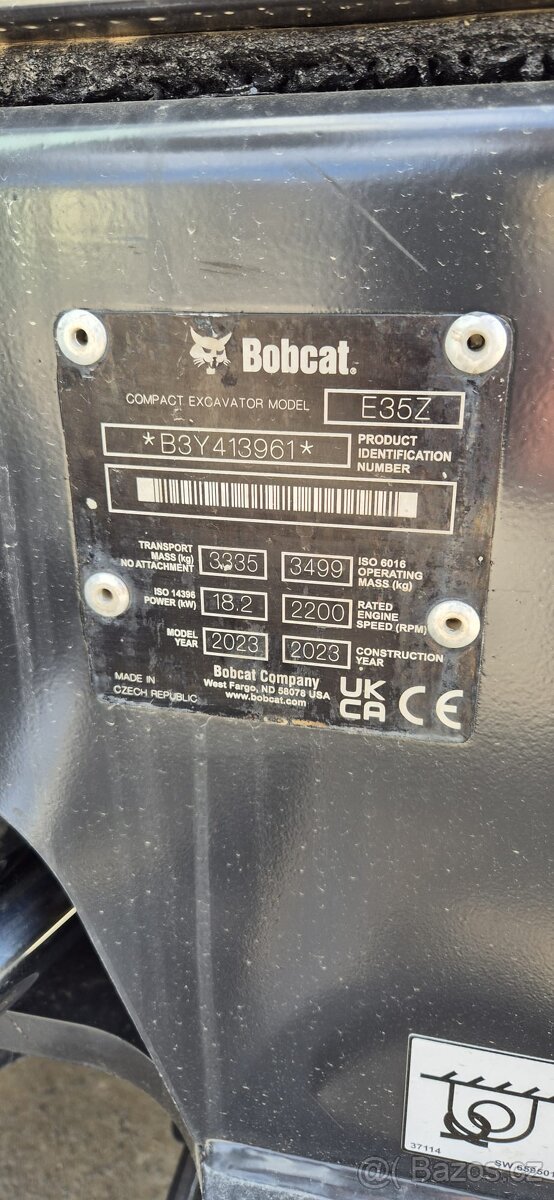 Bobcat.
COMPACT EXCAVATOR MODEL E35Z
*B3Y413961* PRODUCT IDENTIFICATION NUMBER
TRANSPORT MASS (kg) NO ATTACHMENT 3335 3499 ISO 6016 OPERATING MASS (kg)
ISO 14396 POWER (kW) 18.2 2200 RATED ENGINE SPEED (RPM)
MODEL YEAR 2023 2023 CONSTRUCTION YEAR
MADE IN CZECH REPUBLIC
Bobcat Company
West Fargo, ND 58078 USA
www.bobcat.com
UK CA CE
37114
Bazoš.cz